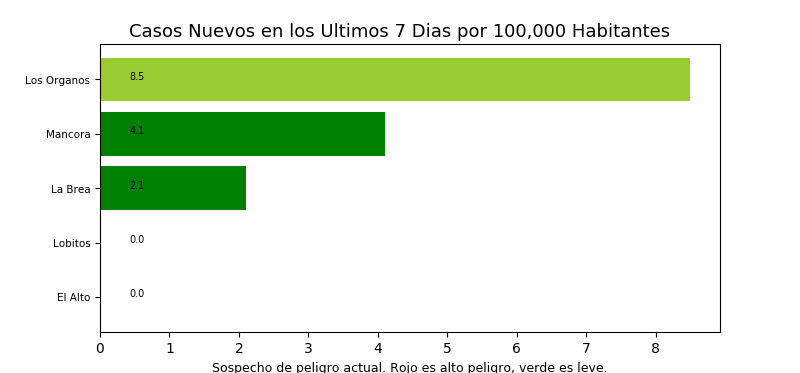 Casos Nuevos en los Ultimos 7 Dias por 100,000 Habitantes
Los Organos 8.5
Mancora 4.1
La Brea 2.1
Lobitos 0.0
El Alto 0.0
0 1 2 3 4 5 6 7 8
Sospecho de peligro actual. Rojo es alto peligro, verde es leve.